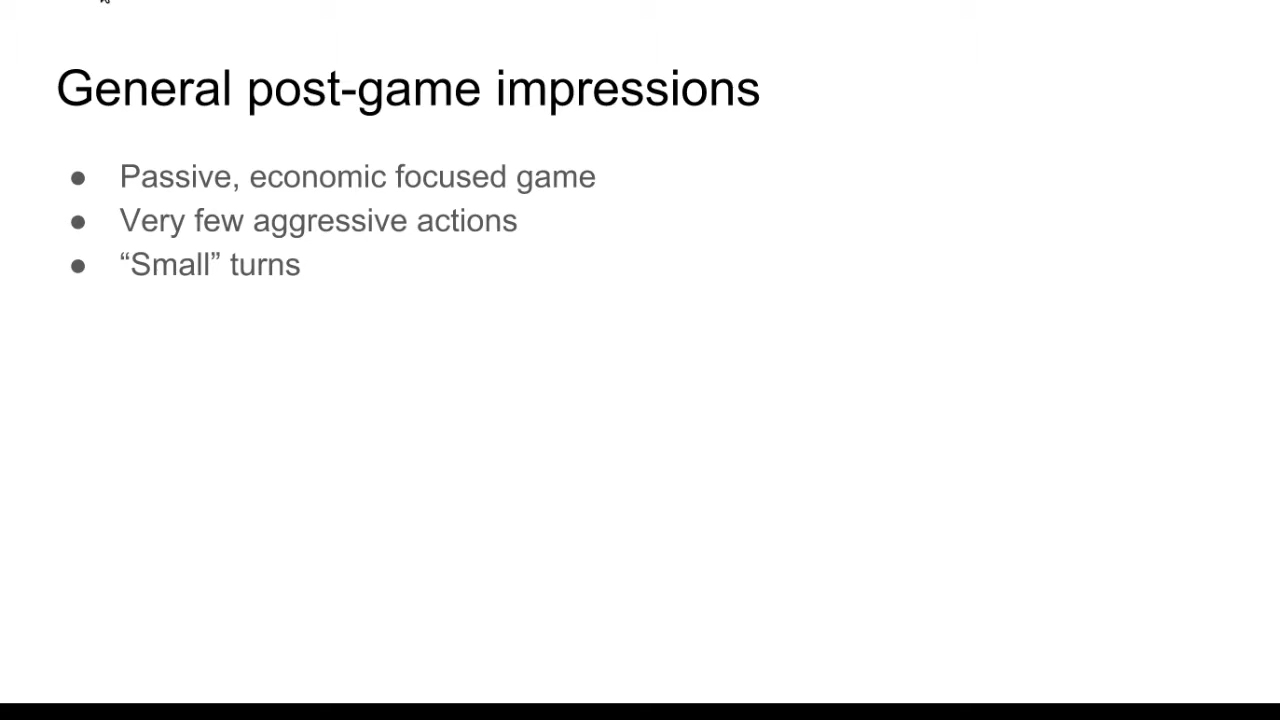 General post-game impressions
● Passive, economic focused game
● Very few aggressive actions
● “Small” turns